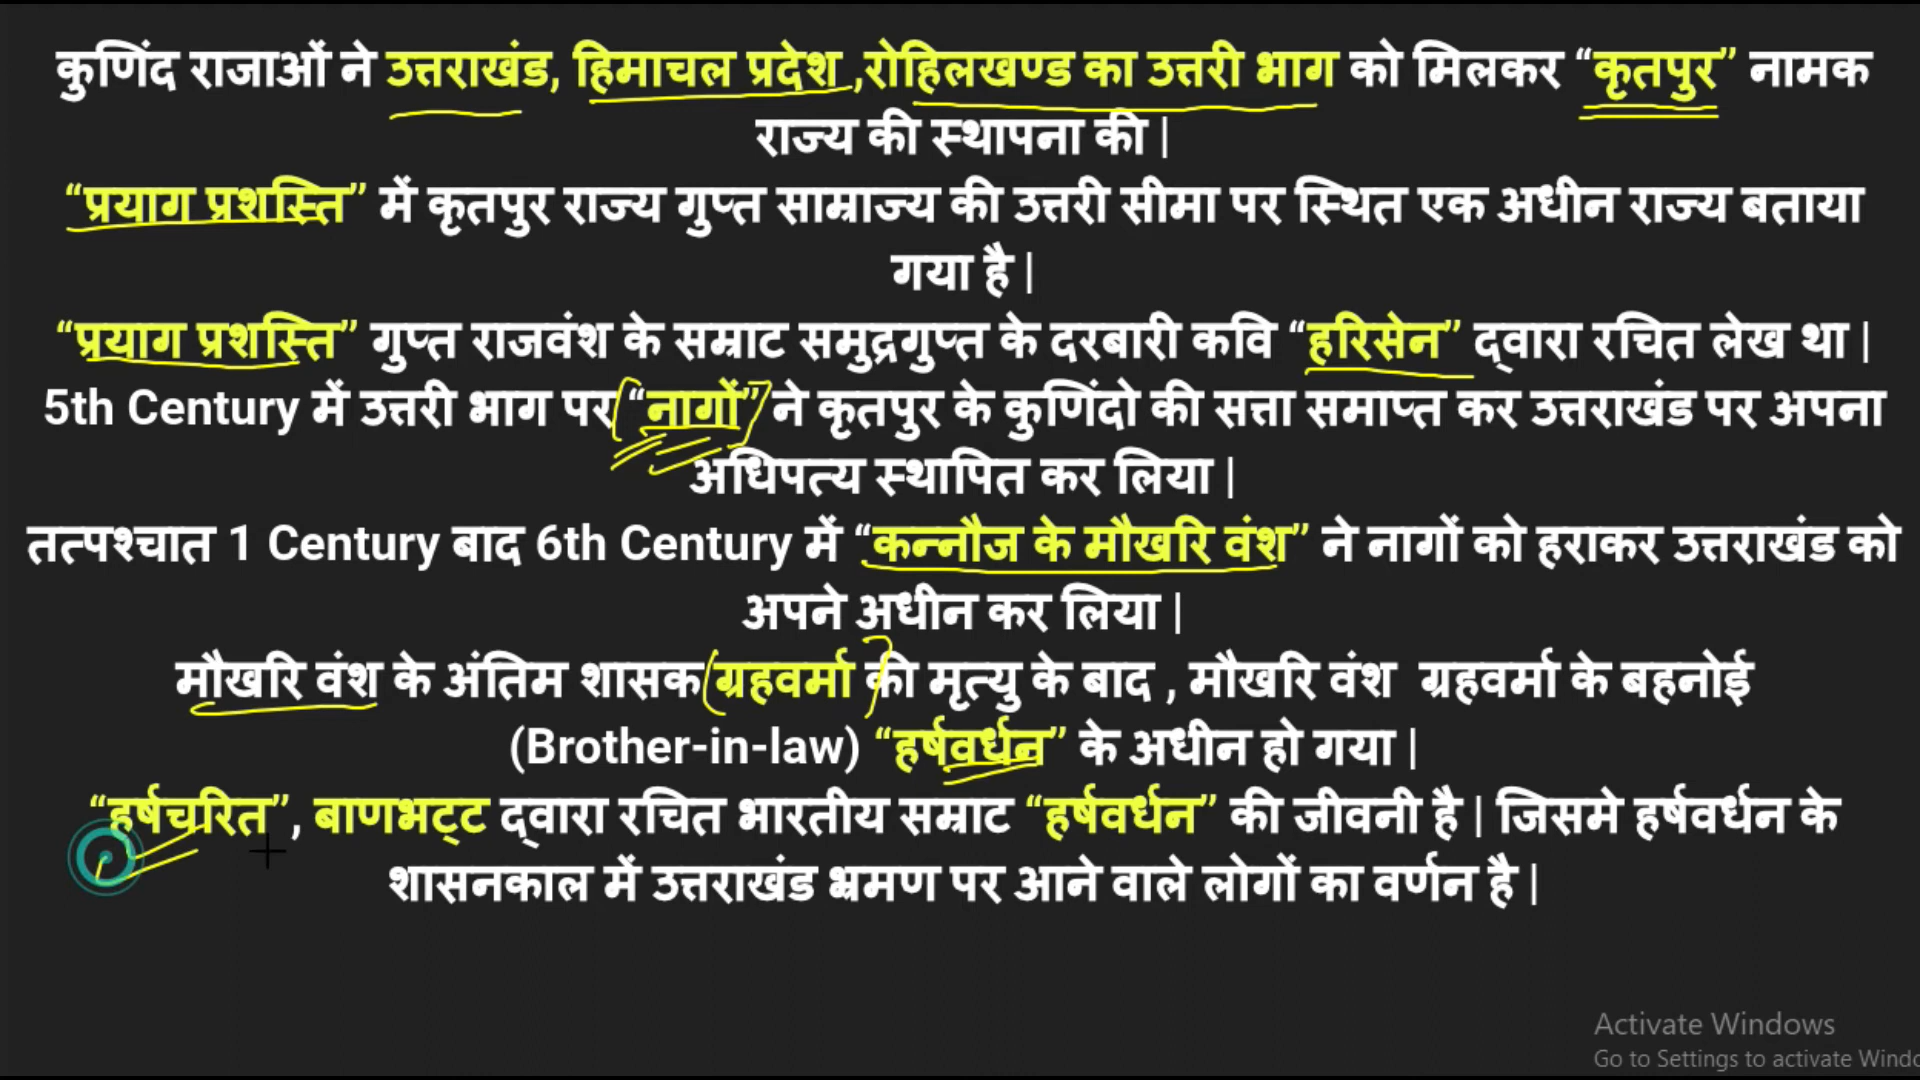 कुणिंद राजाओं ने उत्तराखंड, हिमाचल प्रदेश ,रोहिलखण्ड का उत्तरी भाग को मिलकर “कृतपुर” नामक
राज्य की स्थापना की |
“प्रयाग प्रशस्ति” में कृतपुर राज्य गुप्त साम्राज्य की उत्तरी सीमा पर स्थित एक अधीन राज्य बताया
गया है |
“प्रयाग प्रशस्ति” गुप्त राजवंश के सम्राट समुद्रगुप्त के दरबारी कवि “हरिसेन” द्वारा रचित लेख था |
5th Century में उत्तरी भाग पर “नागों” ने कृतपुर के कुणिंदो की सत्ता समाप्त कर उत्तराखंड पर अपना
अधिपत्य स्थापित कर लिया |
तत्पश्चात 1 Century बाद 6th Century में “कन्नौज के मौखरि वंश” ने नागों को हराकर उत्तराखंड को
अपने अधीन कर लिया |
मौखरि वंश के अंतिम शासक ग्रहवर्मा की मृत्यु के बाद , मौखरि वंश ग्रहवर्मा के बहनोई
(Brother-in-law) “हर्षवर्धन” के अधीन हो गया |
“हर्षचरित”, बाणभट्ट द्वारा रचित भारतीय सम्राट “हर्षवर्धन” की जीवनी है | जिसमे हर्षवर्धन के
शासनकाल में उत्तराखंड भ्रमण पर आने वाले लोगों का वर्णन है |
Activate Windows
Go to Settings to activate Windo